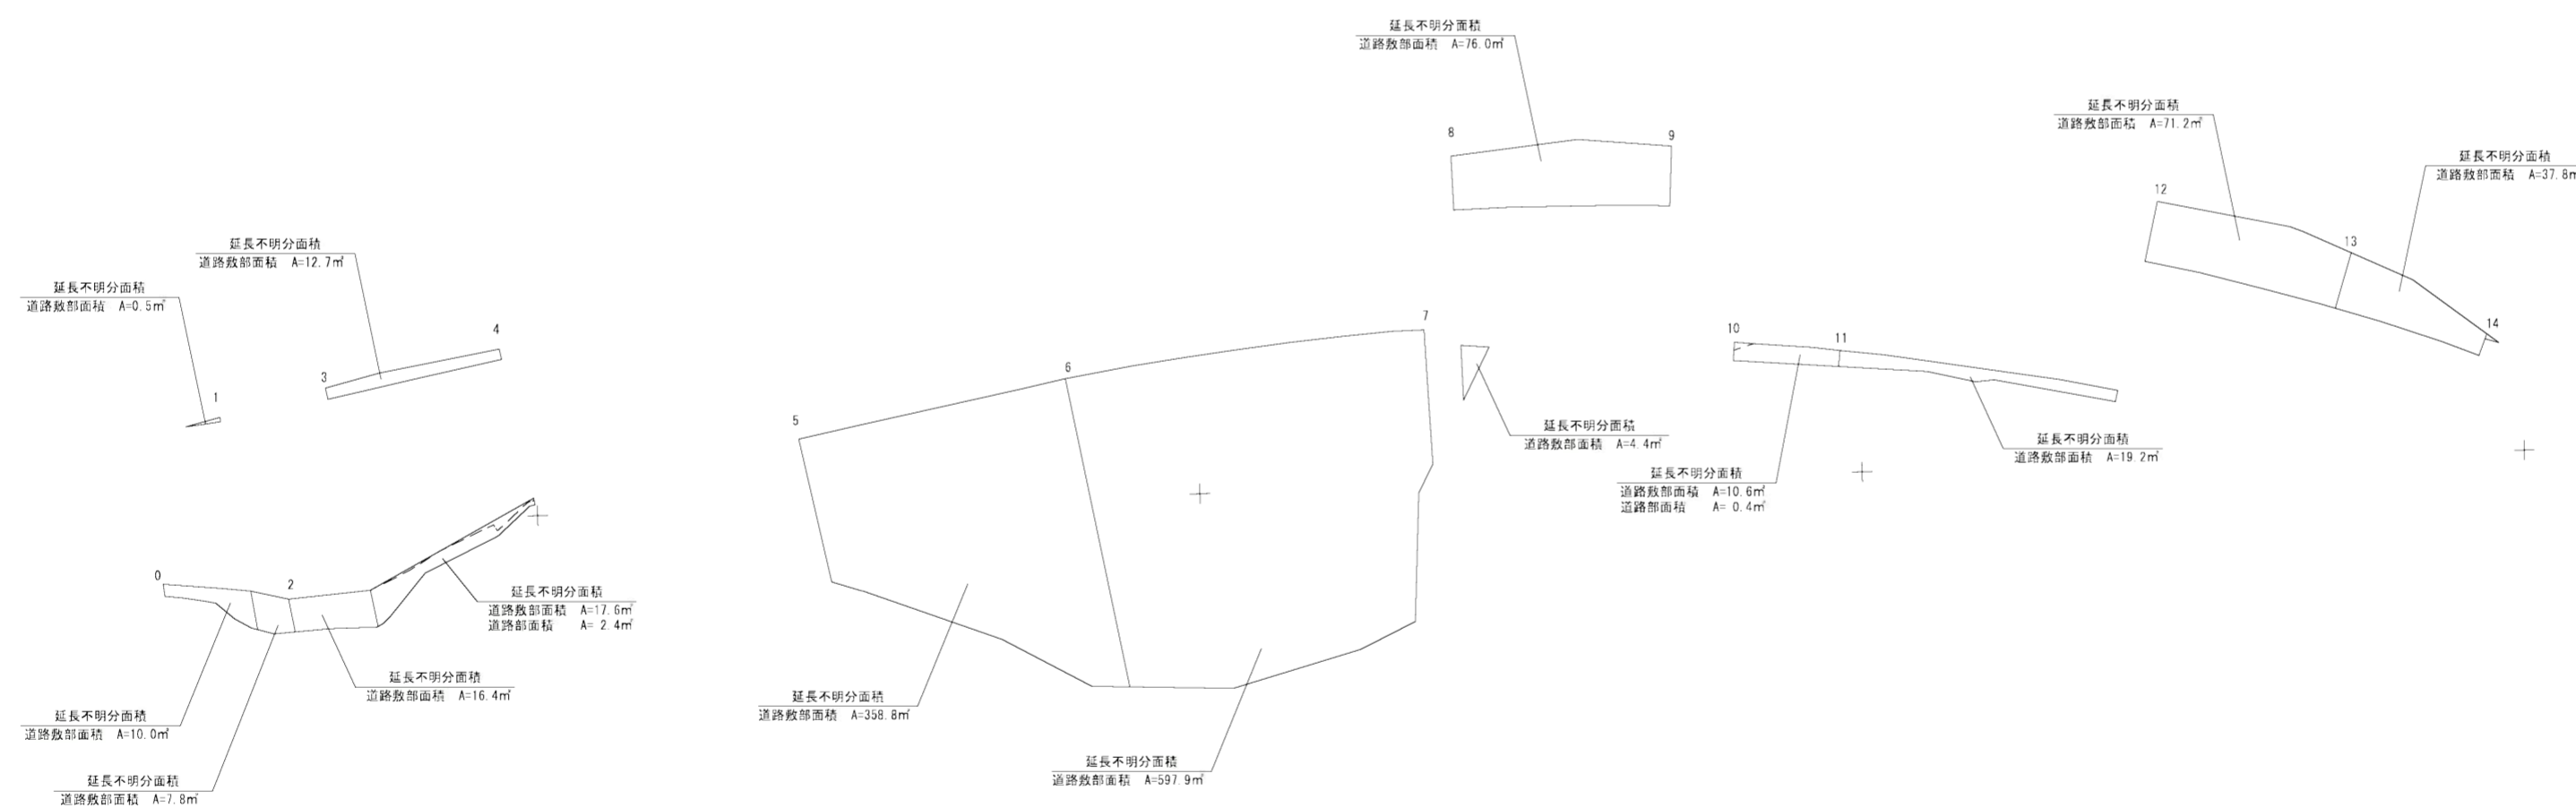 延長不明分面積
道路敷部面積 A=76.0㎡
8
9
延長不明分面積
道路敷部面積 A=71.2㎡
延長不明分面積
道路敷部面積 A=37.8m
12
13
14
延長不明分面積
道路敷部面積 A=12.7㎡
延長不明分面積
道路敷部面積 A=0.5㎡
1
3
4
5
6
7
延長不明分面積
道路敷部面積 A=4.4㎡
10
11
延長不明分面積
道路敷部面積 A=19.2㎡
延長不明分面積
道路敷部面積 A=10.6㎡
道路部面積 A= 0.4㎡
0
2
延長不明分面積
道路敷部面積 A=17.6㎡
道路部面積 A= 2.4㎡
延長不明分面積
道路敷部面積 A=16.4㎡
延長不明分面積
道路敷部面積 A=10.0㎡
延長不明分面積
道路敷部面積 A=7.8㎡
延長不明分面積
道路敷部面積 A=358.8㎡
延長不明分面積
道路敷部面積 A=597.9㎡